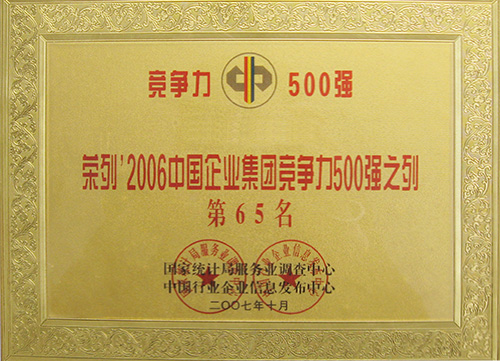 竞争力 500强
荣列'2006中国企业集团竞争力500强之列
第65名
国家统计局服务业调查中心
中国行业企业信息发布中心
二〇〇七年十月